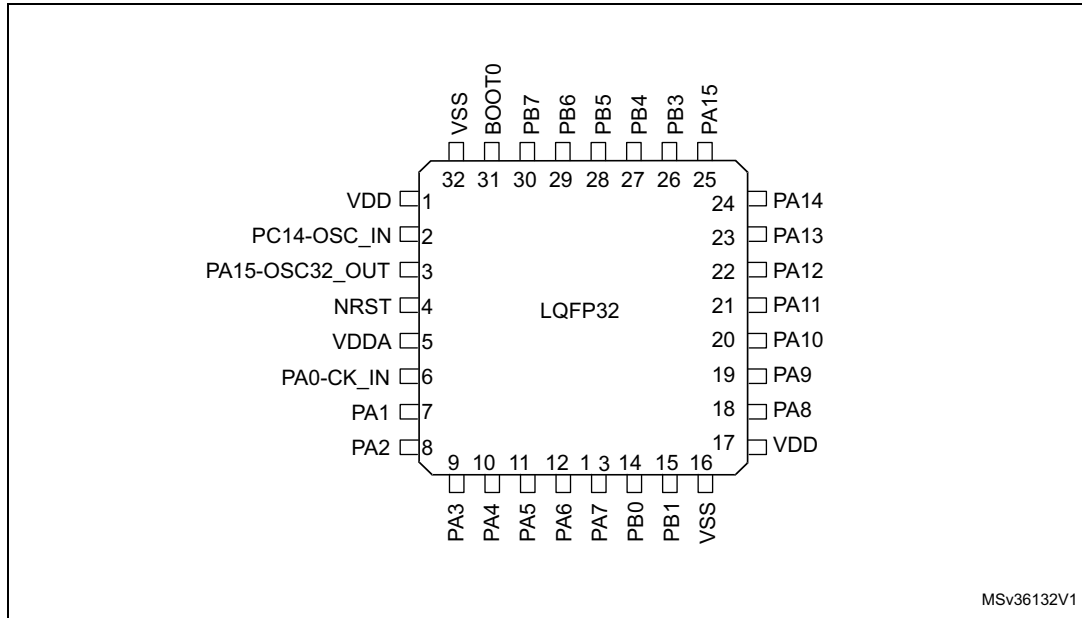 VSS
BOOT0
PB7
PB6
PB5
PB4
PB3
PA15
32 31 30 29 28 27 26 25
VDD 1 24 PA14
PC14-OSC_IN 2 23 PA13
PA15-OSC32_OUT 3 22 PA12
NRST 4 LQFP32 21 PA11
VDDA 5 20 PA10
PA0-CK_IN 6 19 PA9
PA1 7 18 PA8
PA2 8 17 VDD
9 10 11 12 1 3 14 15 16
PA3
PA4
PA5
PA6
PA7
PB0
PB1
VSS
MSv36132V1